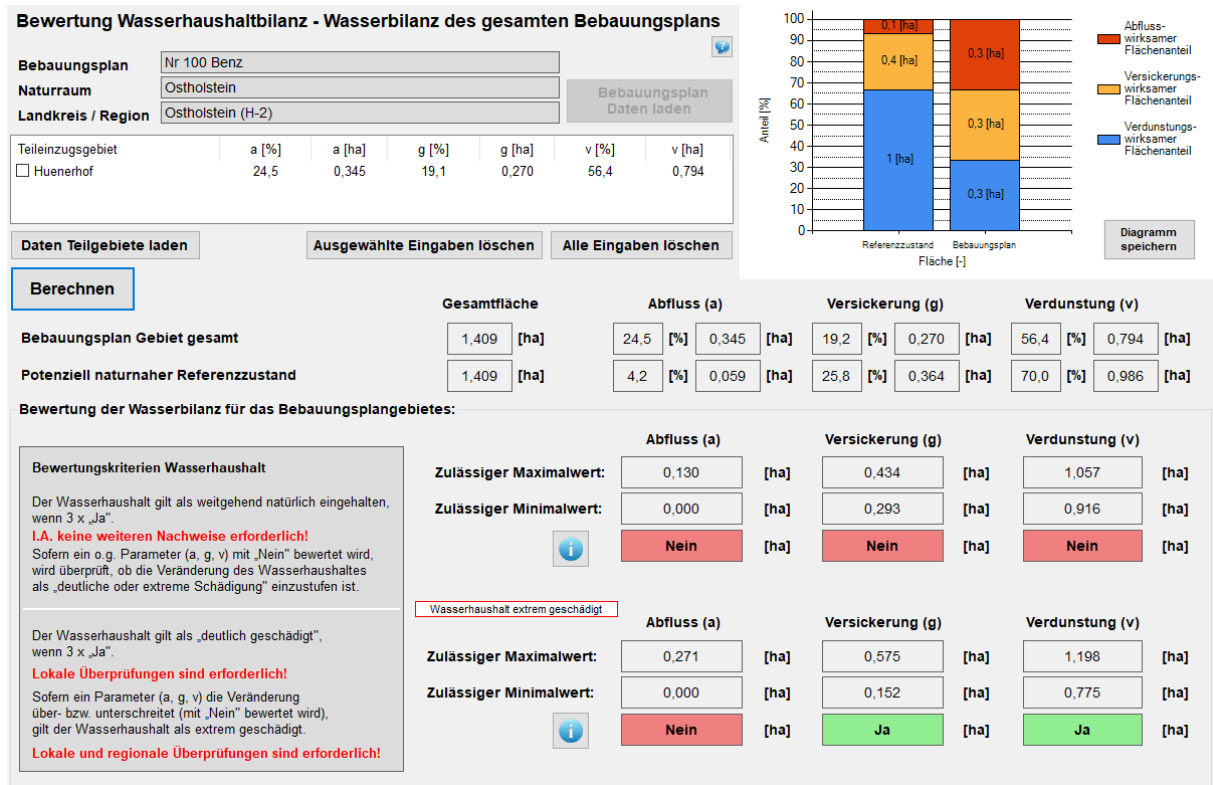 Bewertung Wasserhaushaltbilanz - Wasserbilanz des gesamten Bebauungsplans
Bebauungsplan Nr 100 Benz
Naturraum Ostholstein
Landkreis / Region Ostholstein (H-2)
Bebauungsplan
Daten laden
Teileinzugsgebiet a [%] a [ha] g [%] g [ha] v [%] v [ha]
Huenerhof 24,5 0,345 19,1 0,270 56,4 0,794
Daten Teilgebiete laden Ausgewählte Eingaben löschen Alle Eingaben löschen
Anteil [%]
100
90
80
70
60
50
40
30
20
10
0
0,1 [ha]
0,4 [ha]
1 [ha]
0,3 [ha]
0,3 [ha]
0,3 [ha]
Referenzzustand Bebauungsplan
Fläche [-]
Abfluss-
wirksamer
Flächenanteil
Versickerungs-
wirksamer
Flächenanteil
Verdunstungs-
wirksamer
Flächenanteil
Diagramm
speichern
Berechnen
Gesamtfläche Abfluss (a) Versickerung (g) Verdunstung (v)
Bebauungsplan Gebiet gesamt 1,409 [ha] 24,5 [%] 0,345 [ha] 19,2 [%] 0,270 [ha] 56,4 [%] 0,794 [ha]
Potenziell naturnaher Referenzzustand 1,409 [ha] 4,2 [%] 0,059 [ha] 25,8 [%] 0,364 [ha] 70,0 [%] 0,986 [ha]
Bewertung der Wasserbilanz für das Bebauungsplangebietes:
Bewertungskriterien Wasserhaushalt
Der Wasserhaushalt gilt als weitgehend natürlich eingehalten,
wenn 3 x „Ja".
I.A. keine weiteren Nachweise erforderlich!
Sofern ein o.g. Parameter (a, g, v) mit „Nein" bewertet wird,
wird überprüft, ob die Veränderung des Wasserhaushaltes
als „deutliche oder extreme Schädigung" einzustufen ist.
Der Wasserhaushalt gilt als „deutlich geschädigt",
wenn 3 x „Ja".
Lokale Überprüfungen sind erforderlich!
Sofern ein Parameter (a, g, v) die Veränderung
über- bzw. unterschreitet (mit „Nein" bewertet wird),
gilt der Wasserhaushalt als extrem geschädigt.
Lokale und regionale Überprüfungen sind erforderlich!
Abfluss (a) Versickerung (g) Verdunstung (v)
Zulässiger Maximalwert: 0,130 [ha] 0,434 [ha] 1,057 [ha]
Zulässiger Minimalwert: 0,000 [ha] 0,293 [ha] 0,916 [ha]
Nein [ha] Nein [ha] Nein [ha]
Wasserhaushalt extrem geschädigt
Abfluss (a) Versickerung (g) Verdunstung (v)
Zulässiger Maximalwert: 0,271 [ha] 0,575 [ha] 1,198 [ha]
Zulässiger Minimalwert: 0,000 [ha] 0,152 [ha] 0,775 [ha]
Nein [ha] Ja [ha] Ja [ha]